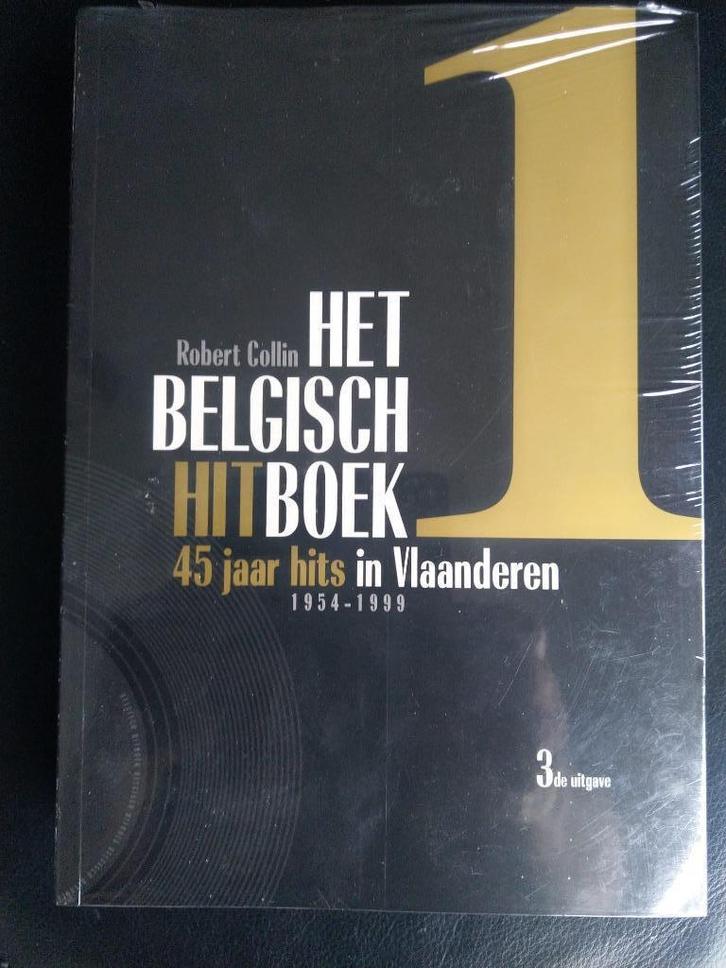 1
Robert Collin HET
BELGISCH
HITBOEK
45 jaar hits in Vlaanderen
1954-1999
3de uitgave